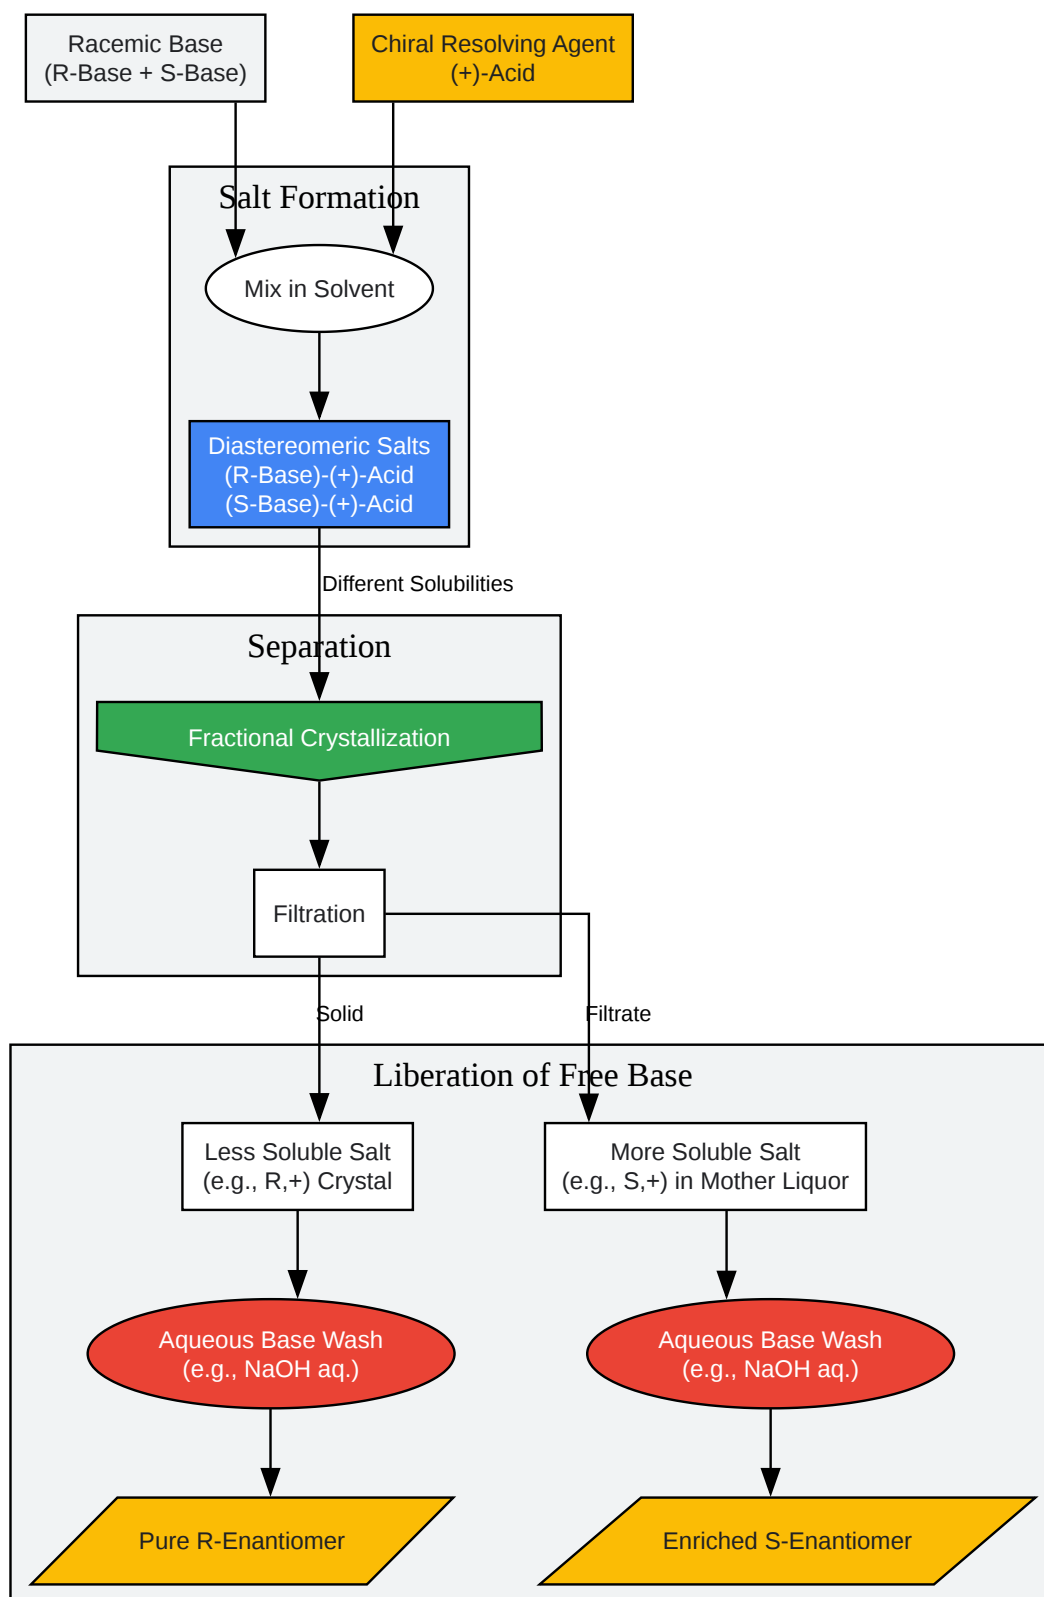 Racemic Base
(R-Base + S-Base)
Chiral Resolving Agent
(+)-Acid
Salt Formation
Mix in Solvent
Diastereomeric Salts
(R-Base)-(+)-Acid
(S-Base)-(+)-Acid
Different Solubilities
Separation
Fractional Crystallization
Filtration
Solid
Filtrate
Liberation of Free Base
Less Soluble Salt
(e.g., R,+) Crystal
More Soluble Salt
(e.g., S,+) in Mother Liquor
Aqueous Base Wash
(e.g., NaOH aq.)
Aqueous Base Wash
(e.g., NaOH aq.)
Pure R-Enantiomer
Enriched S-Enantiomer